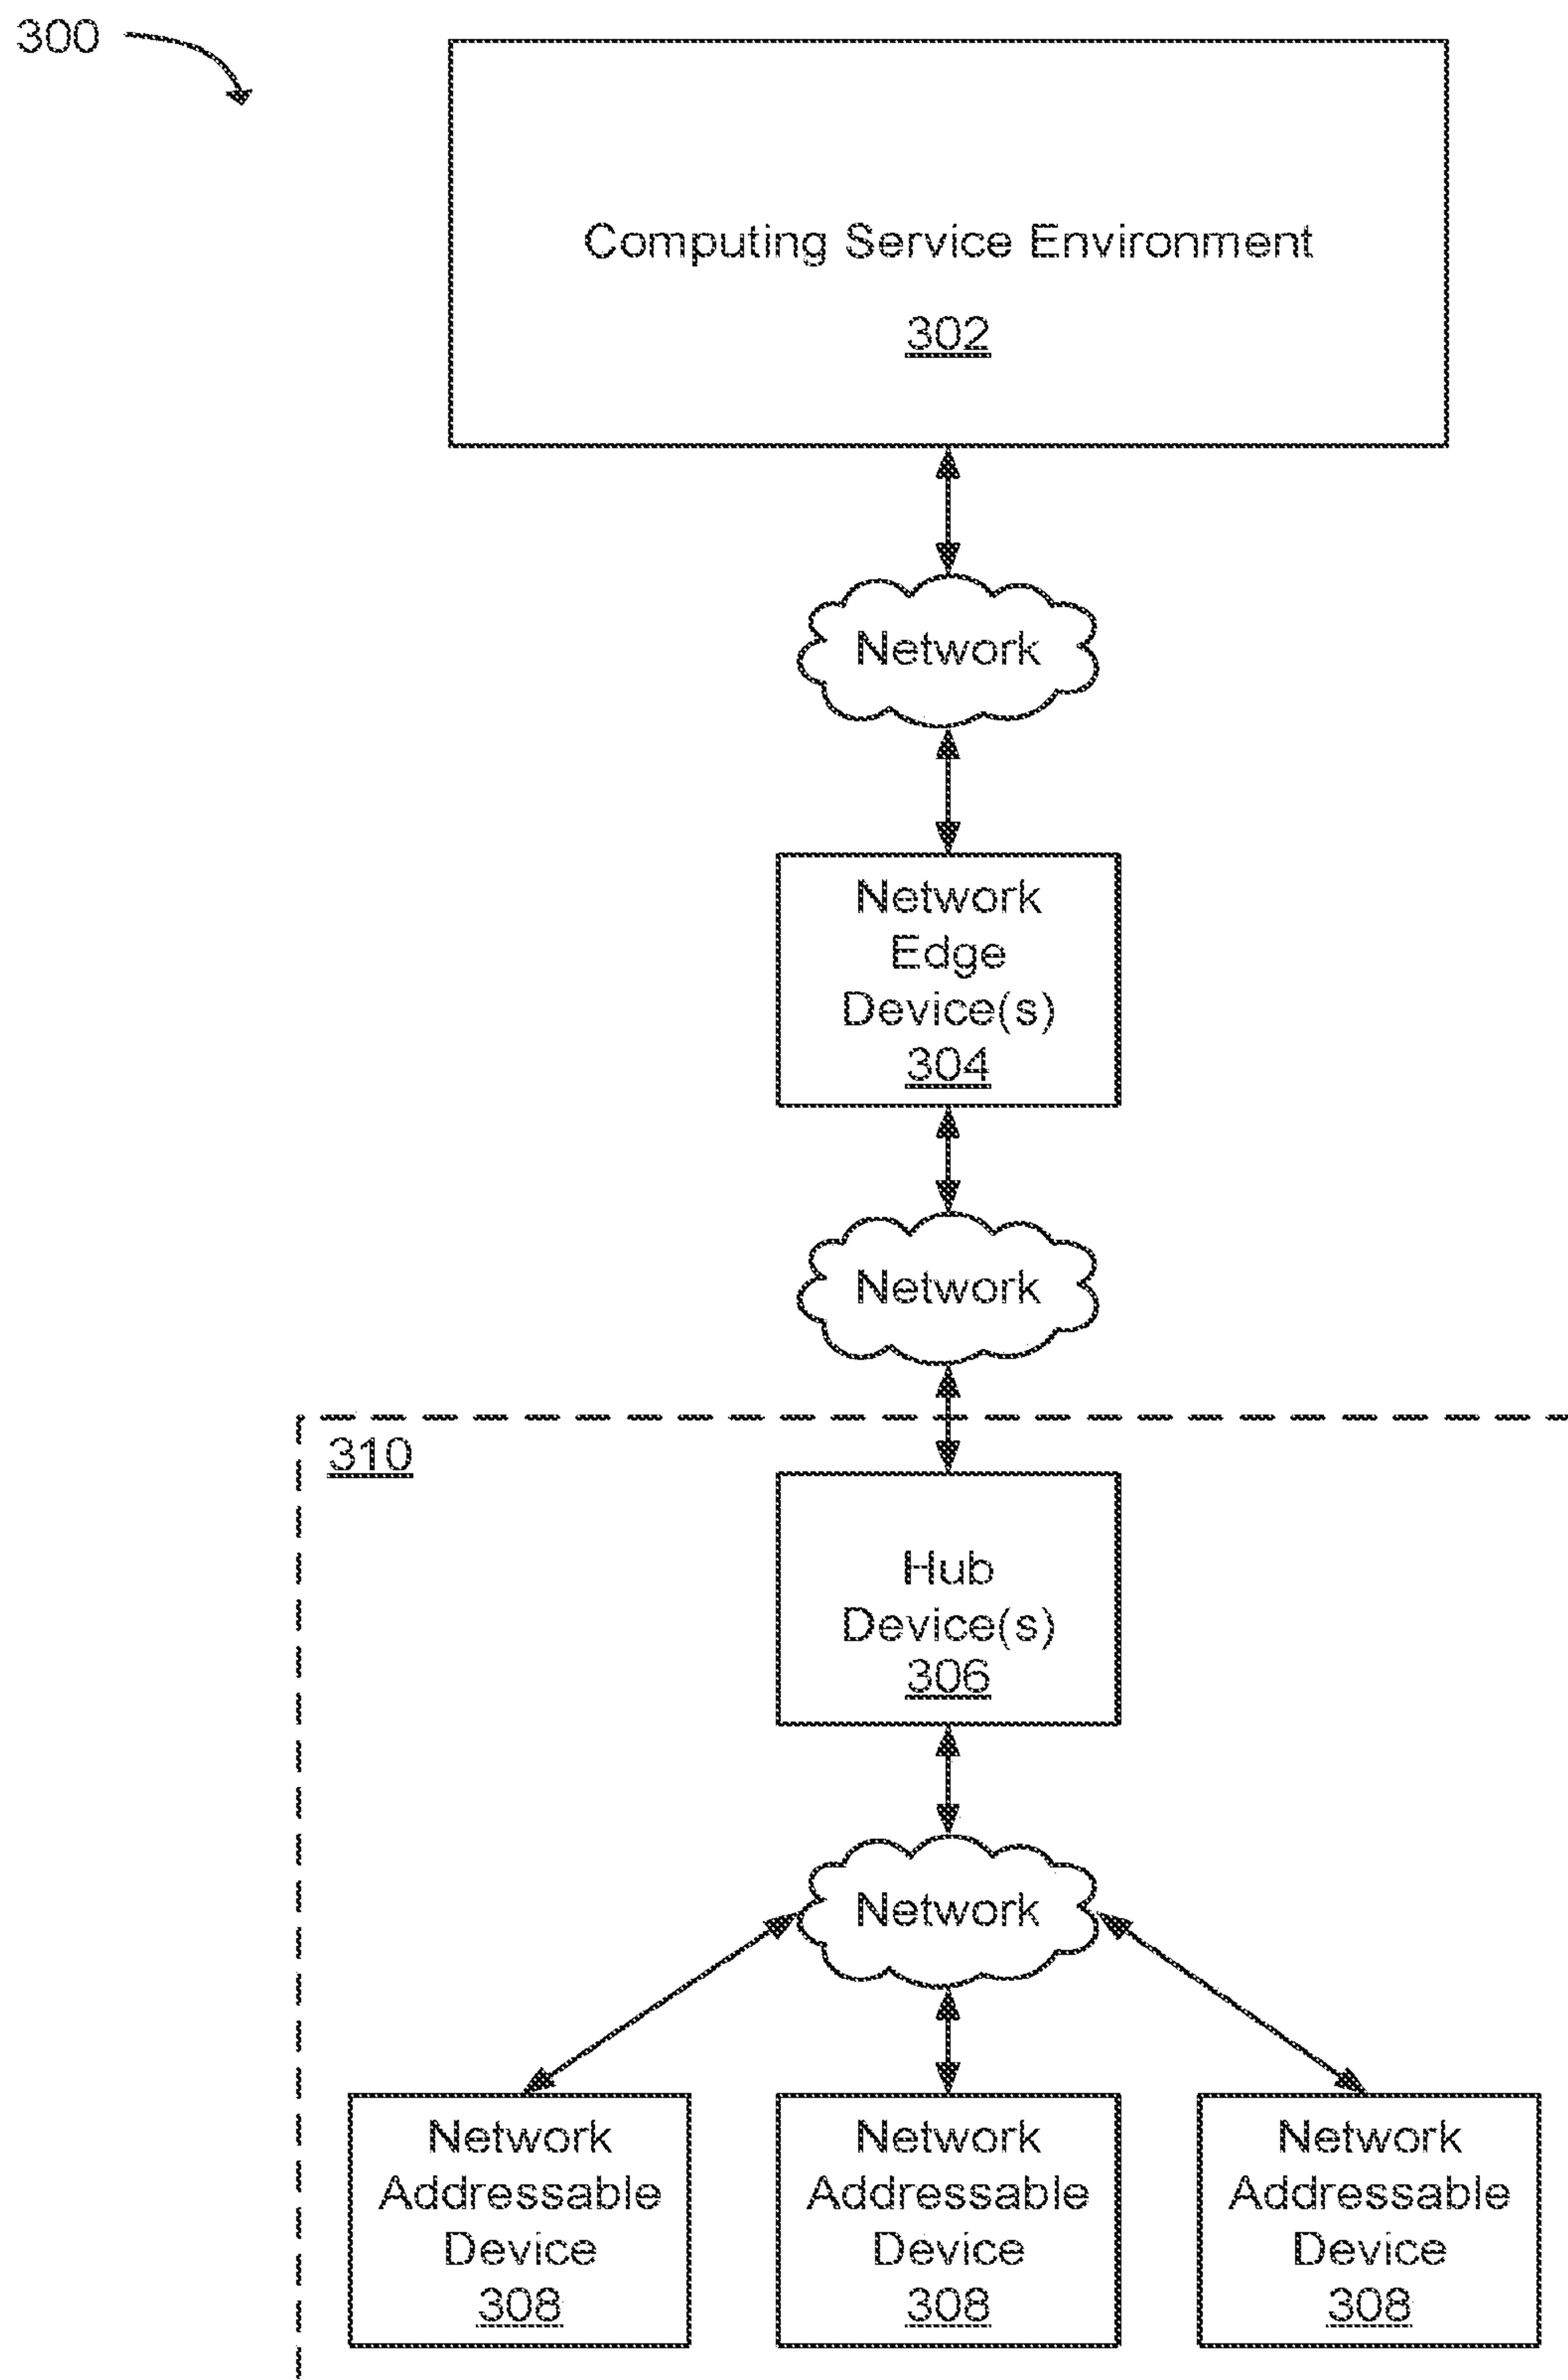 300
Computing Service Environment
302
Network
Network
Edge
Device(s)
304
Network
310
Hub
Device(s)
306
Network
Network
Addressable
Device
308
Network
Addressable
Device
308
Network
Addressable
Device
308